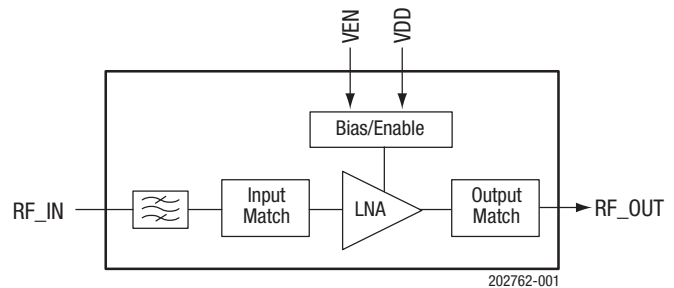 VEN
VDD
Bias/Enable
RF_IN
Input
Match
LNA
Output
Match
RF_OUT
202762-001